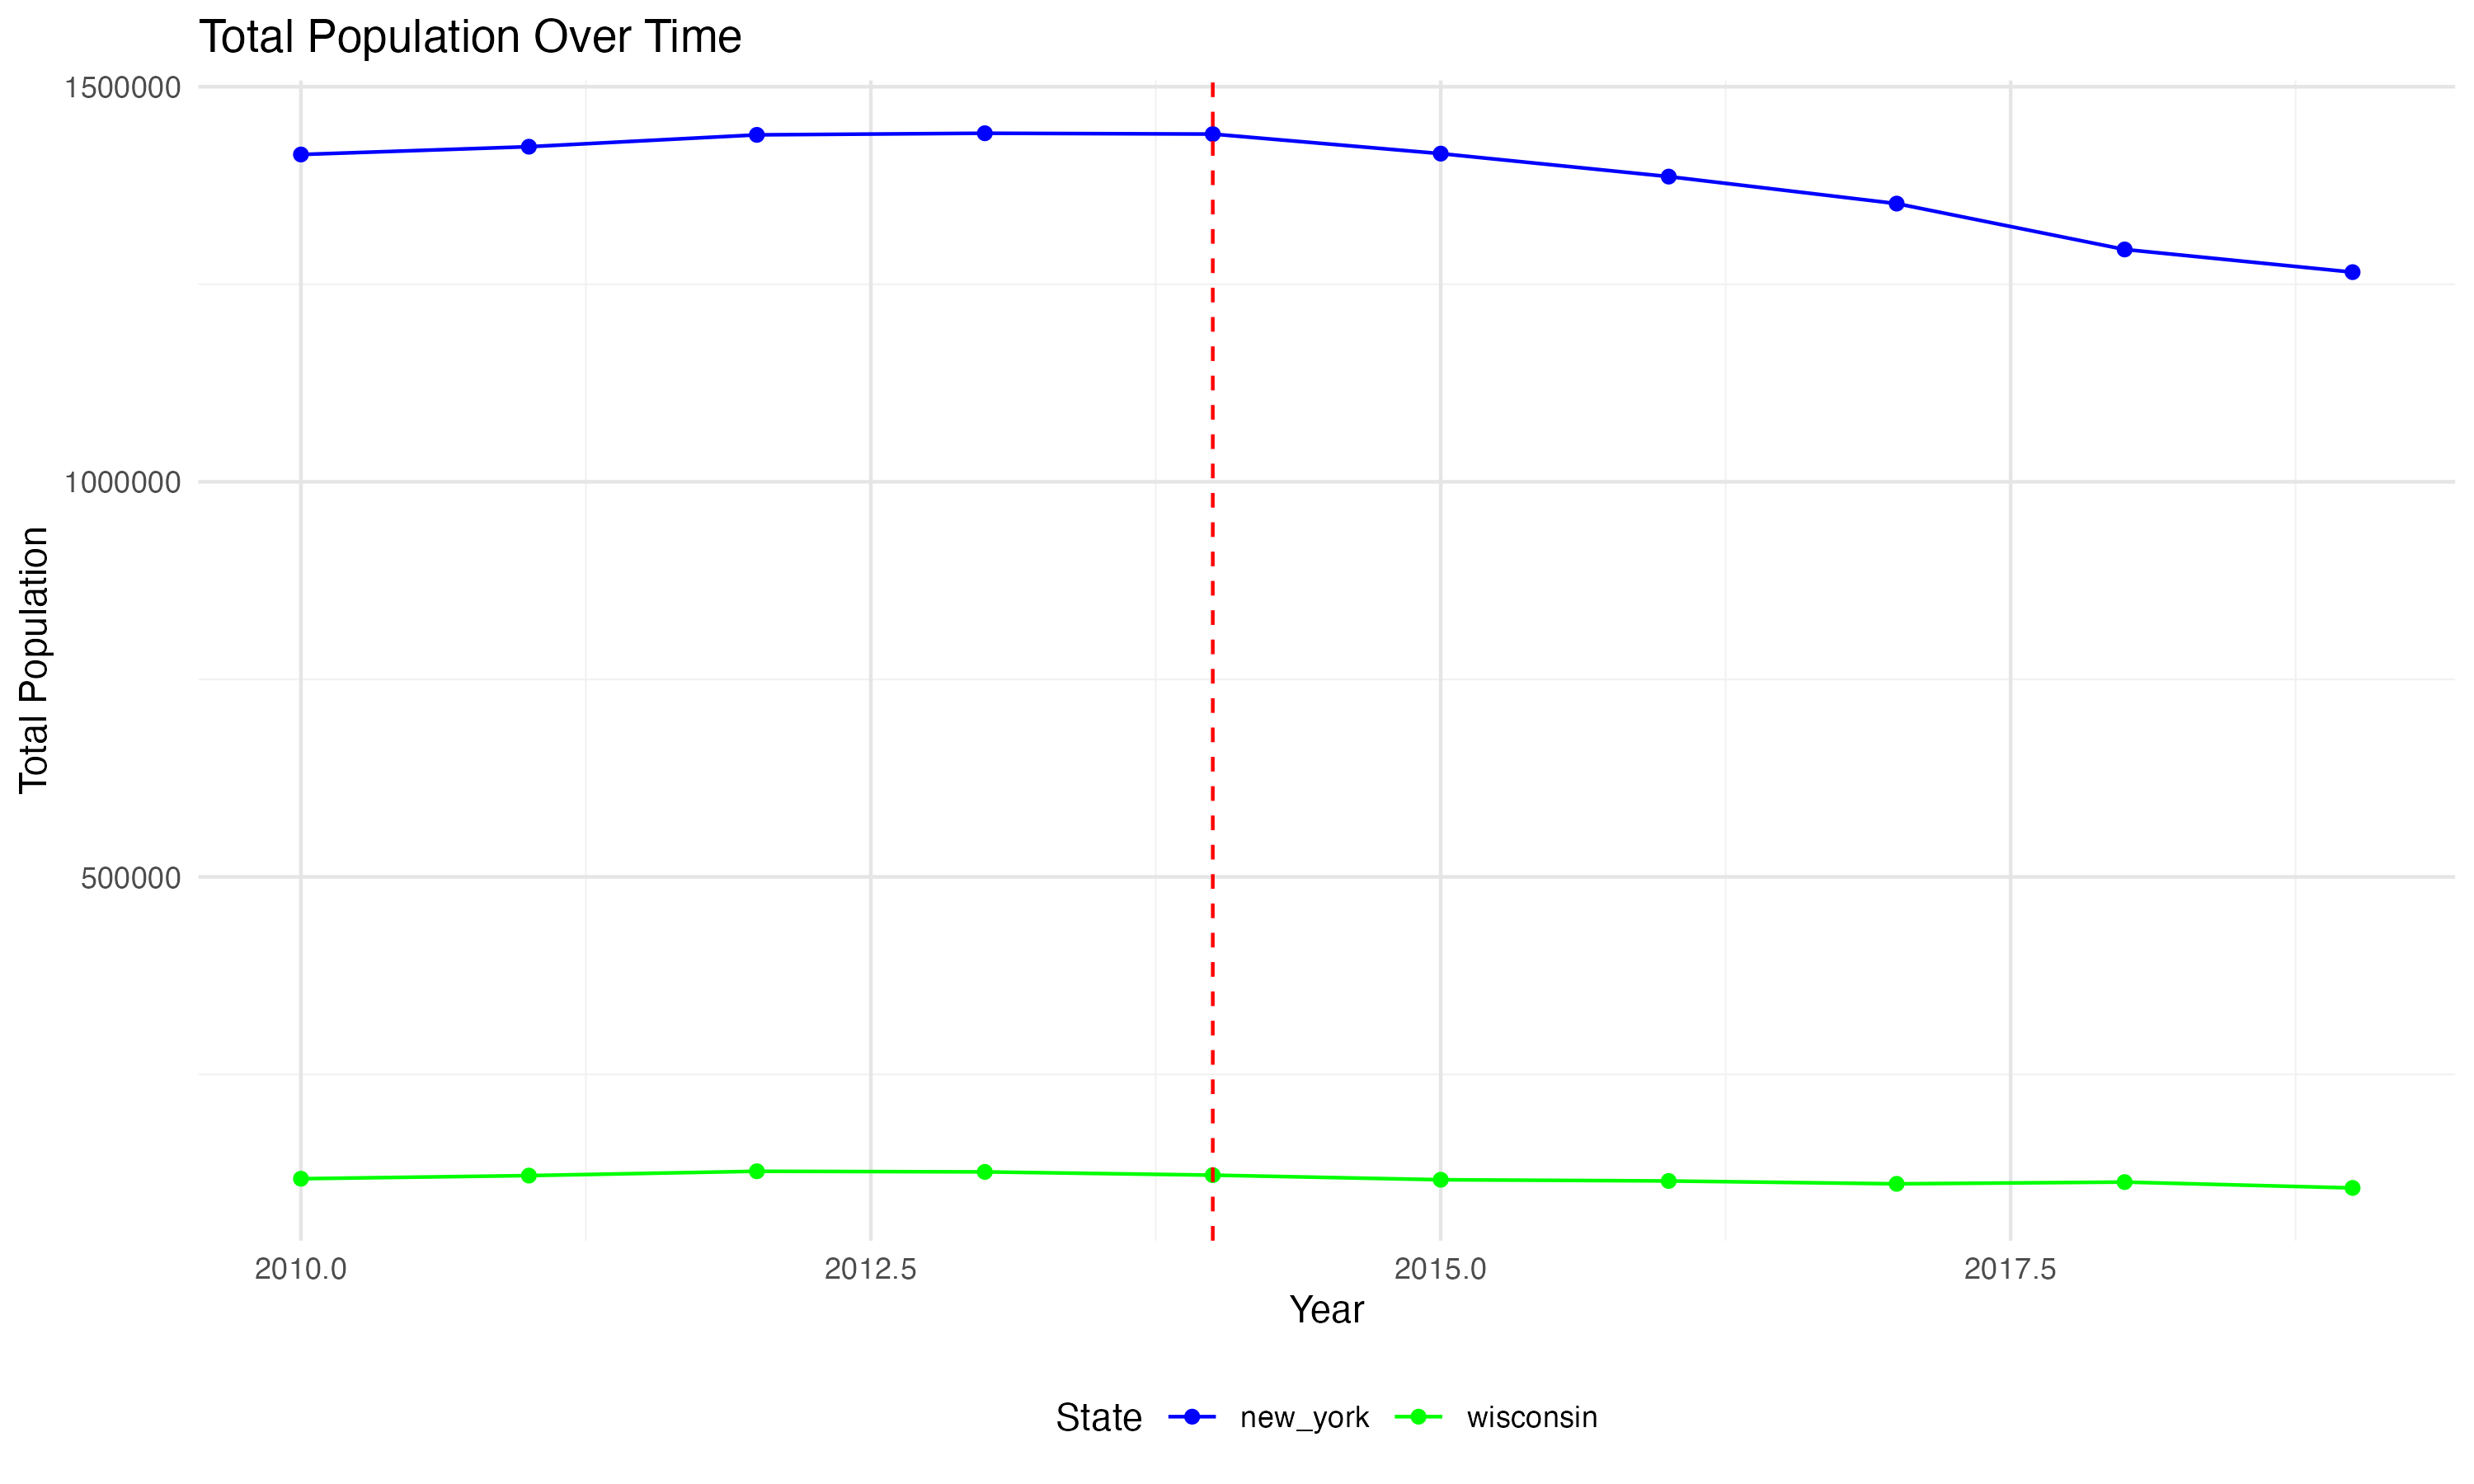 Total Population Over Time
1500000
1000000
500000
Total Population
2010.0 2012.5 2015.0 2017.5
Year
State new_york wisconsin